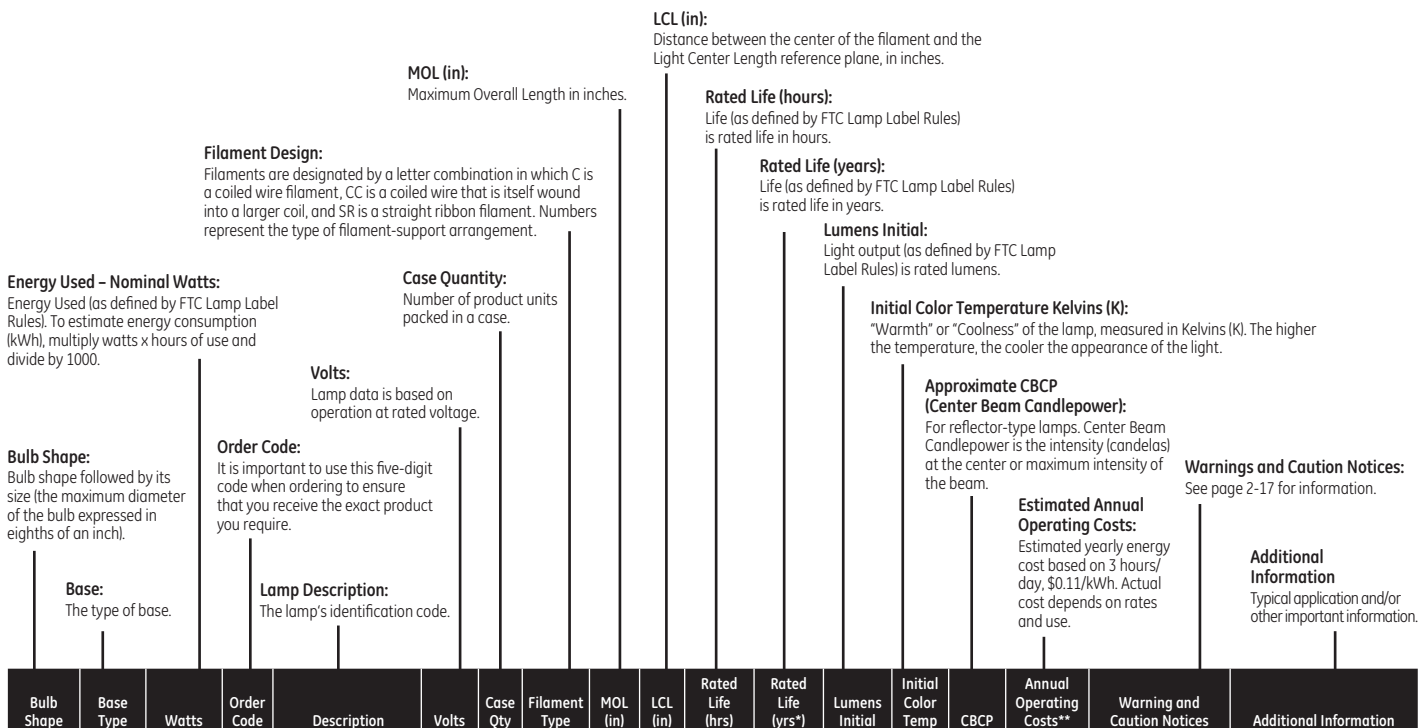 LCL (in):
Distance between the center of the filament and the
Light Center Length reference plane, in inches.
MOL (in):
Maximum Overall Length in inches.
Rated Life (hours):
Life (as defined by FTC Lamp Label Rules)
is rated life in hours.
Filament Design:
Filaments are designated by a letter combination in which C is
a coiled wire filament, CC is a coiled wire that is itself wound
into a larger coil, and SR is a straight ribbon filament. Numbers
represent the type of filament-support arrangement.
Rated Life (years):
Life (as defined by FTC Lamp Label Rules)
is rated life in years.
Lumens Initial:
Light output (as defined by FTC Lamp
Label Rules) is rated lumens.
Energy Used – Nominal Watts:
Energy Used (as defined by FTC Lamp Label
Rules). To estimate energy consumption
(kWh), multiply watts x hours of use and
divide by 1000.
Case Quantity:
Number of product units
packed in a case.
Initial Color Temperature Kelvins (K):
“Warmth” or “Coolness” of the lamp, measured in Kelvins (K). The higher
the temperature, the cooler the appearance of the light.
Volts:
Lamp data is based on
operation at rated voltage.
Approximate CBCP
(Center Beam Candlepower):
For reflector-type lamps. Center Beam
Candlepower is the intensity (candelas)
at the center or maximum intensity of
the beam.
Bulb Shape:
Bulb shape followed by its
size (the maximum diameter
of the bulb expressed in
eighths of an inch).
Order Code:
It is important to use this five-digit
code when ordering to ensure
that you receive the exact product
you require.
Warnings and Caution Notices:
See page 2-17 for information.
Estimated Annual
Operating Costs:
Estimated yearly energy
cost based on 3 hours/
day, $0.11/kWh. Actual
cost depends on rates
and use.
Additional
Information
Typical application and/or
other important information.
Base:
The type of base.
Lamp Description:
The lamp's identification code.
Bulb
Shape
Base
Type
Watts
Order
Code
Description
Volts
Case
Qty
Filament
Type
MOL
(in)
LCL
(in)
Rated
Life
(hrs)
Rated
Life
(yrs*)
Lumens
Initial
Initial
Color
Temp
CBCP
Annual
Operating
Costs**
Warning and
Caution Notices
Additional Information